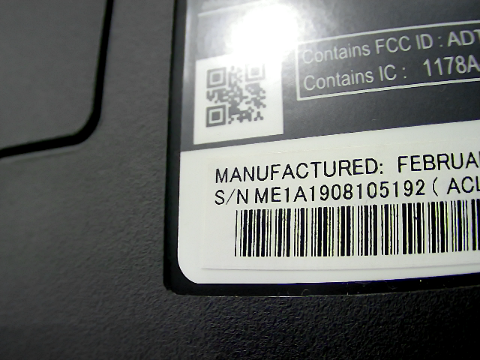 Contains FCC ID : ADT
Contains IC : 1178A
MANUFACTURED: FEBRUA
S/N ME1A1908105192 ( ACL